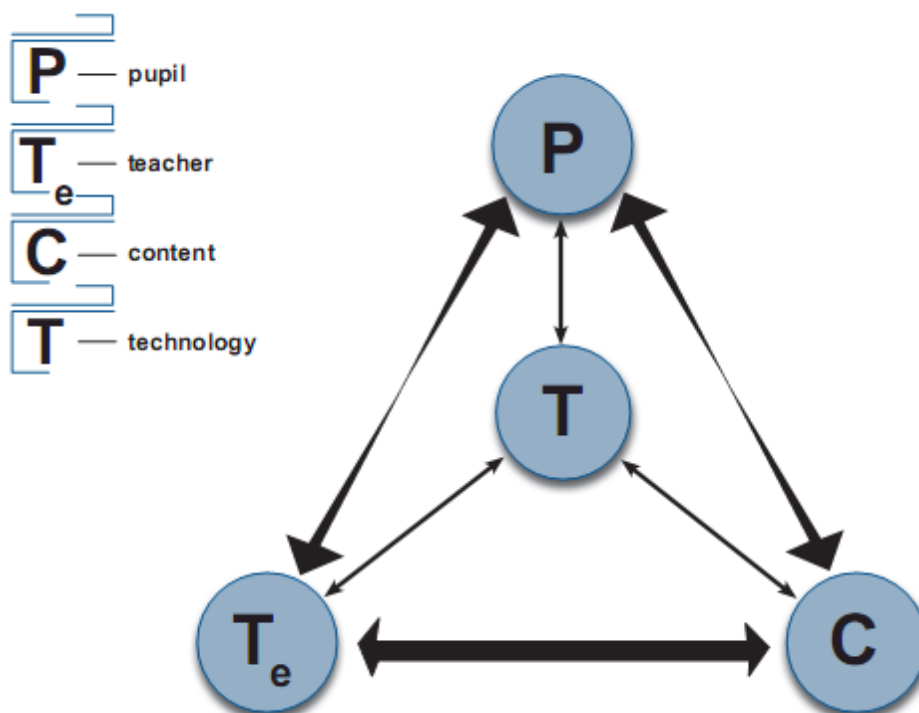 P — pupil
Te — teacher
C — content
T — technology
P
T
Te
C